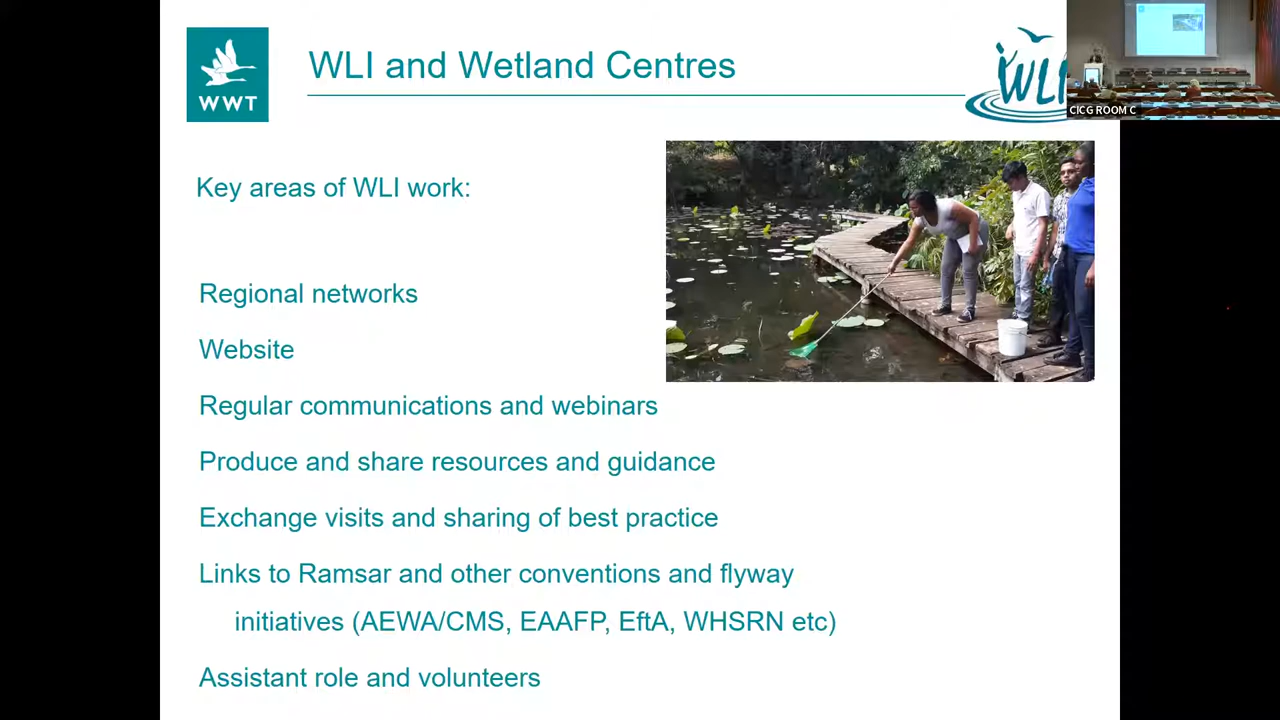 WWT
WLI and Wetland Centres
WLI
CICG ROOM C
Key areas of WLI work:
Regional networks
Website
Regular communications and webinars
Produce and share resources and guidance
Exchange visits and sharing of best practice
Links to Ramsar and other conventions and flyway
initiatives (AEWA/CMS, EAAFP, EftA, WHSRN etc)
Assistant role and volunteers